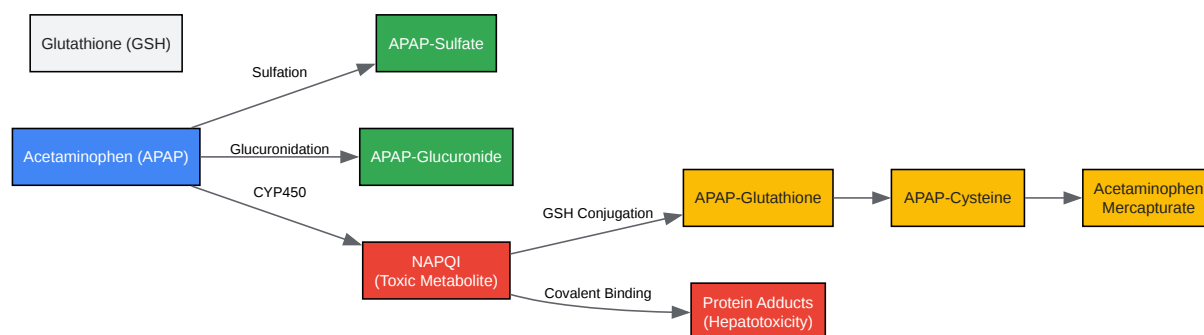 Glutathione (GSH)
APAP-Sulfate
Sulfation
Acetaminophen (APAP)
Glucuronidation
APAP-Glucuronide
CYP450
GSH Conjugation
APAP-Glutathione
APAP-Cysteine
Acetaminophen
Mercapturate
NAPQI
(Toxic Metabolite)
Covalent Binding
Protein Adducts
(Hepatotoxicity)